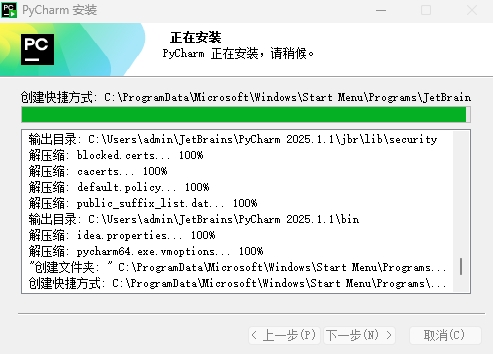 PyCharm 安装
PC
正在安装
PyCharm 正在安装，请稍候。
创建快捷方式: C:\ProgramData\Microsoft\Windows\Start Menu\Programs\JetBrain
输出目录: C:\Users\admin\JetBrains\PyCharm 2025.1.1\jbr\lib\security
解压缩: blocked.certs... 100%
解压缩: cacerts... 100%
解压缩: default.policy... 100%
解压缩: public_suffix_list.dat... 100%
输出目录: C:\Users\admin\JetBrains\PyCharm 2025.1.1\bin
解压缩: idea.properties... 100%
解压缩: pycharm64.exe.vmoptions... 100%
"创建文件夹: " C:\ProgramData\Microsoft\Windows\Start Menu\Programs...
创建快捷方式: C:\ProgramData\Microsoft\Windows\Start Menu\Programs\...
< 上一步(P) 下一步(N) > 取消(C)